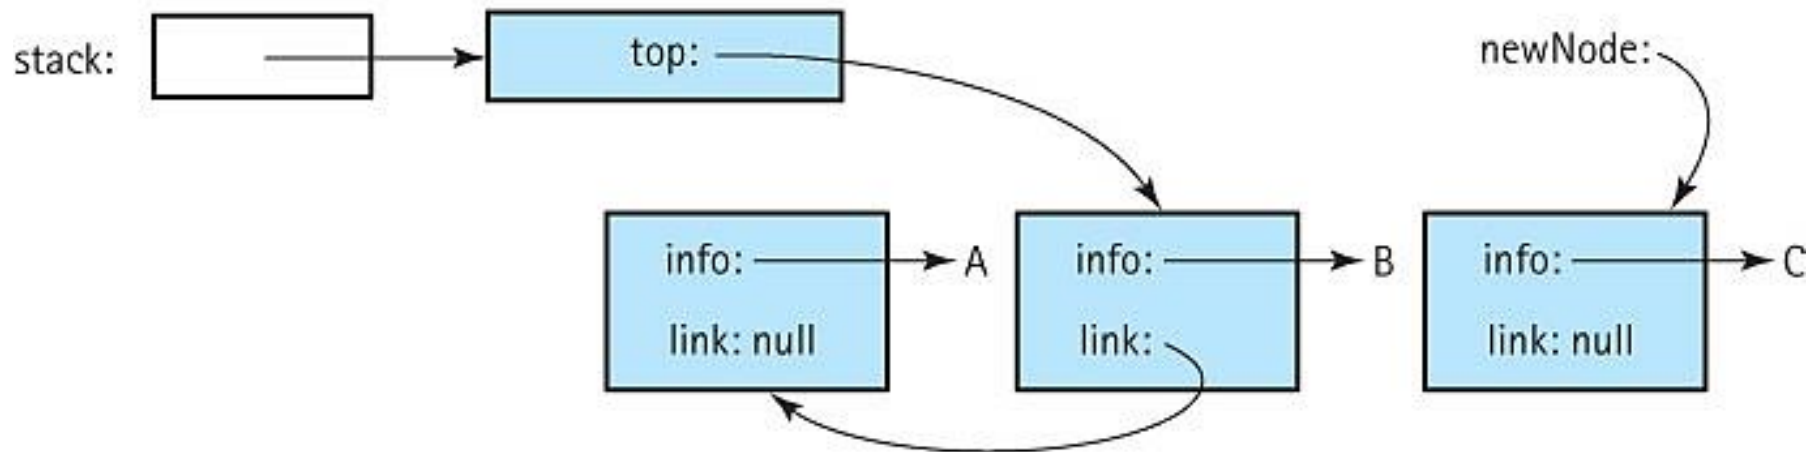 stack:
top:
newNode:
info:
A
info:
B
info:
C
link: null
link:
link: null